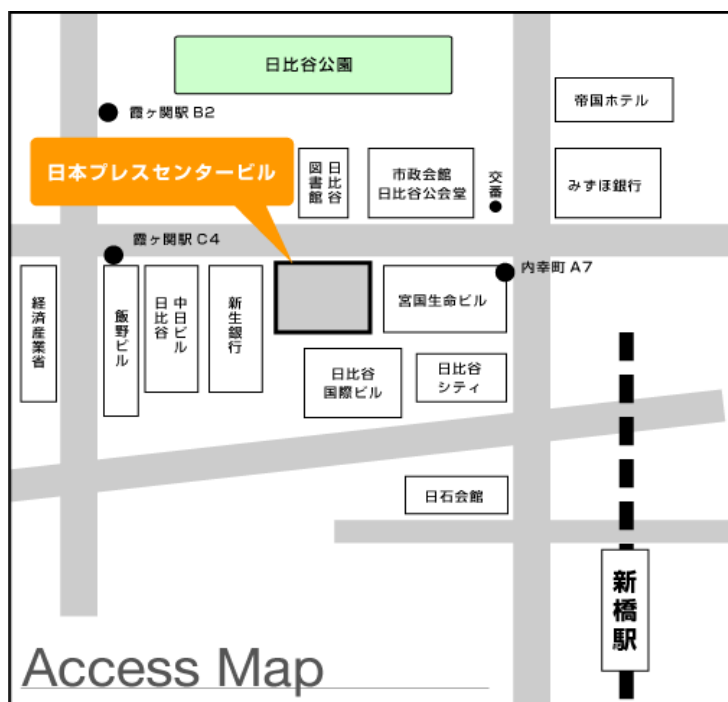 日比谷公園
帝国ホテル
霞ヶ関駅 B2
日本プレスセンタービル
日比谷
図書館
市政会館
日比谷公会堂
交番
みずほ銀行
霞ヶ関駅 C4
内幸町 A7
経済産業省
飯野ビル
中日ビル
日比谷
新生銀行
宮国生命ビル
日比谷
国際ビル
日比谷
シティ
日石会館
新橋駅
Access Map